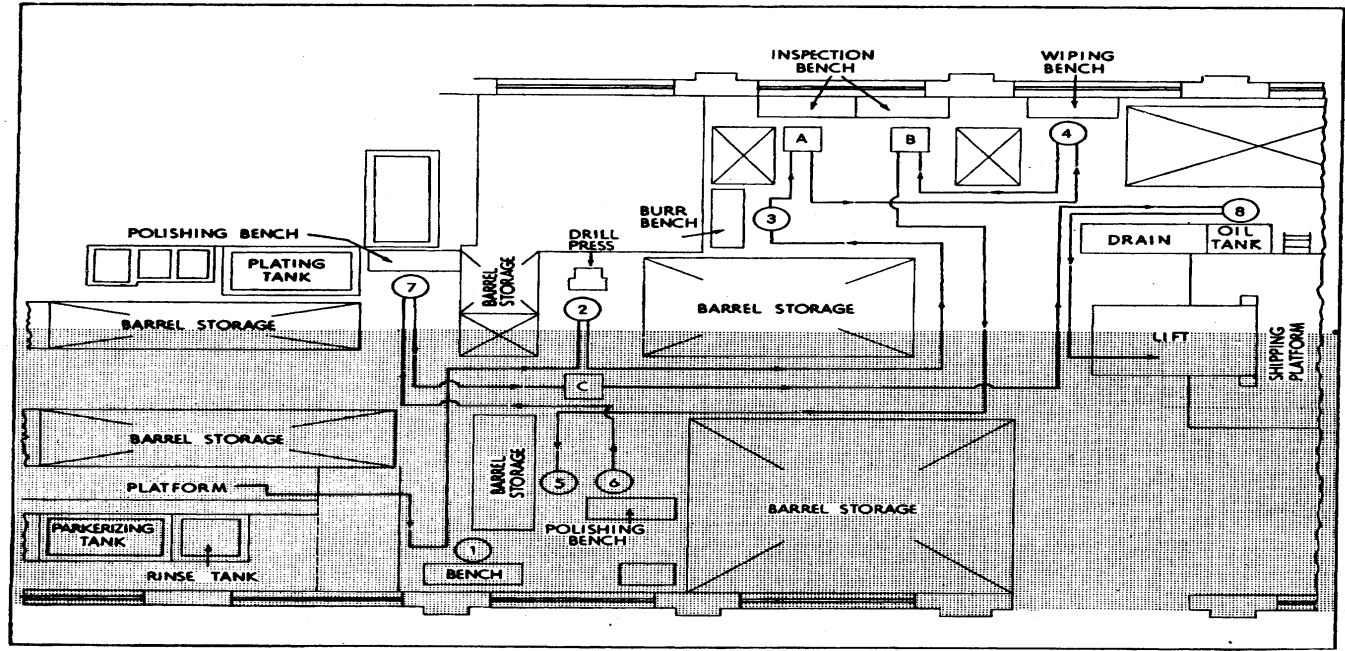 INSPECTION
BENCH
WIPING
BENCH
A
B
4
3
BURR
BENCH
8
DRAIN
OIL
TANK
POLISHING BENCH
DRILL
PRESS
PLATING
TANK
7
BARREL
STORAGE
2
BARREL STORAGE
BARREL STORAGE
LIFT
SHIPPING
PLATFORM
C
BARREL STORAGE
PLATFORM
BARREL
STORAGE
5
6
BARREL STORAGE
PARKERIZING
TANK
POLISHING
BENCH
1
RINSE TANK
BENCH